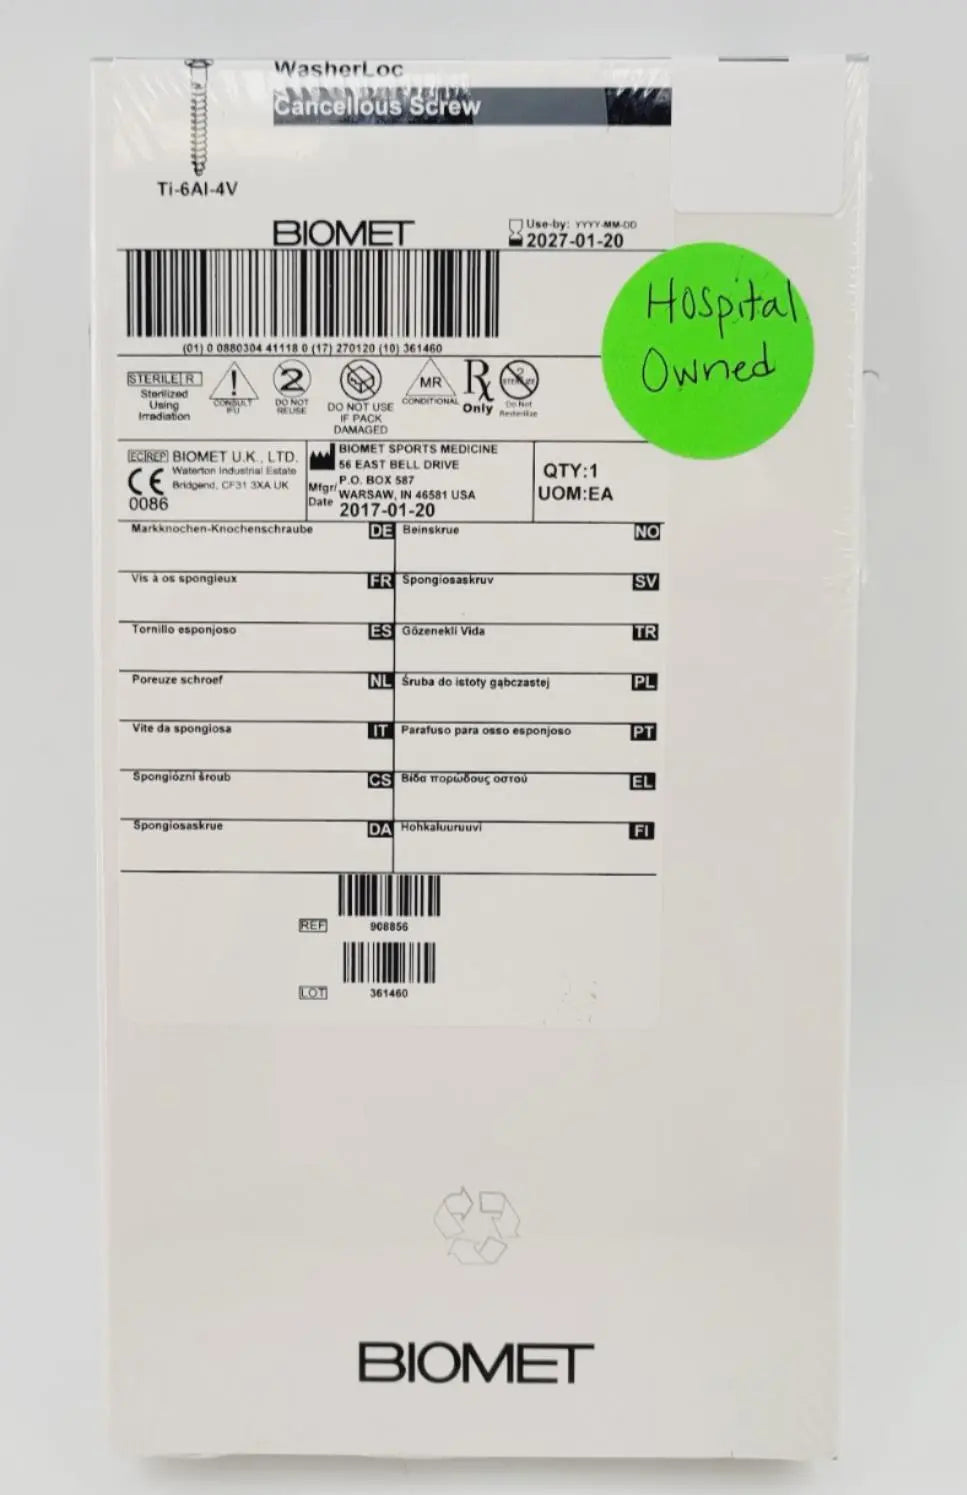 WasherLoc
Cancellous Screw
Ti-6Al-4V
BIOMET
Use-by: YYYY-MM-DD
2027-01-20
Hospital
Owned
(01) 0 0880304 41118 0 (17) 270120 (10) 361460
STERILE R
Sterilized
Using
Irradiation
CONSULT
IFU
2
DO NOT
REUSE
DO NOT USE
IF PACK
DAMAGED
MR
CONDITIONAL
Rx
Only
2
STERILIZE
Do Not
Resterilize
EC REP BIOMET U.K., LTD.
Waterton Industrial Estate
Bridgend, CF31 3XA UK
CE
0086
BIOMET SPORTS MEDICINE
56 EAST BELL DRIVE
P.O. BOX 587
WARSAW, IN 46581 USA
Mfgr/
Date 2017-01-20
QTY:1
UOM:EA
Markknochen-Knochenschraube DE
Beinskrue NO
Vis à os spongieux FR
Spongiosaskruv SV
Tornillo esponjoso ES
Gözenekli Vida TR
Poreuze schroef NL
Śruba do istoty gąbczastej PL
Vite da spongiosa IT
Parafuso para osso esponjoso PT
Spongiózní šroub CS
Βίδα πορώδους οστού EL
Spongiosaskrue DA
Hohkaluuruuvi FI
REF 908856
LOT 361460
BIOMET